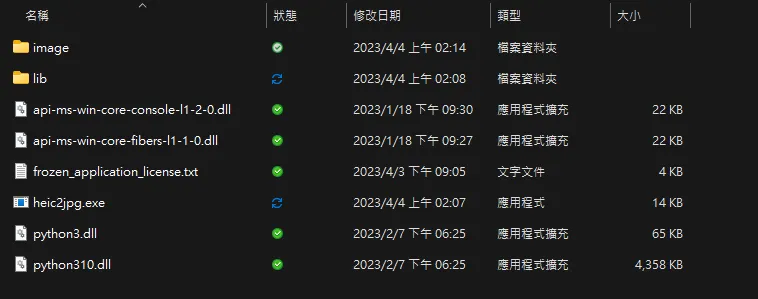 名稱 狀態 修改日期 類型 大小
image 2023/4/4 上午 02:14 檔案資料夾
lib 2023/4/4 上午 02:08 檔案資料夾
api-ms-win-core-console-l1-2-0.dll 2023/1/18 下午 09:30 應用程式擴充 22 KB
api-ms-win-core-fibers-l1-1-0.dll 2023/1/18 下午 09:27 應用程式擴充 22 KB
frozen_application_license.txt 2023/4/3 下午 09:05 文字文件 4 KB
heic2jpg.exe 2023/4/4 上午 02:07 應用程式 14 KB
python3.dll 2023/2/7 下午 06:25 應用程式擴充 65 KB
python310.dll 2023/2/7 下午 06:25 應用程式擴充 4,358 KB